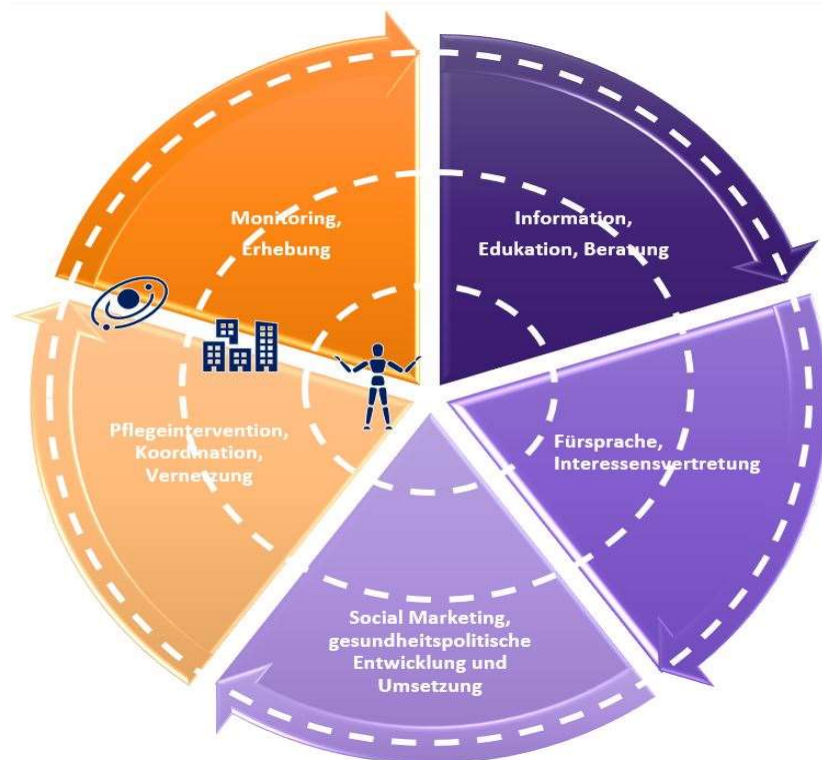 Monitoring,
Erhebung
Information,
Edukation, Beratung
Fürsprache,
Interessensvertretung
Social Marketing,
gesundheitspolitische
Entwicklung und
Umsetzung
Pflegeintervention,
Koordination,
Vernetzung